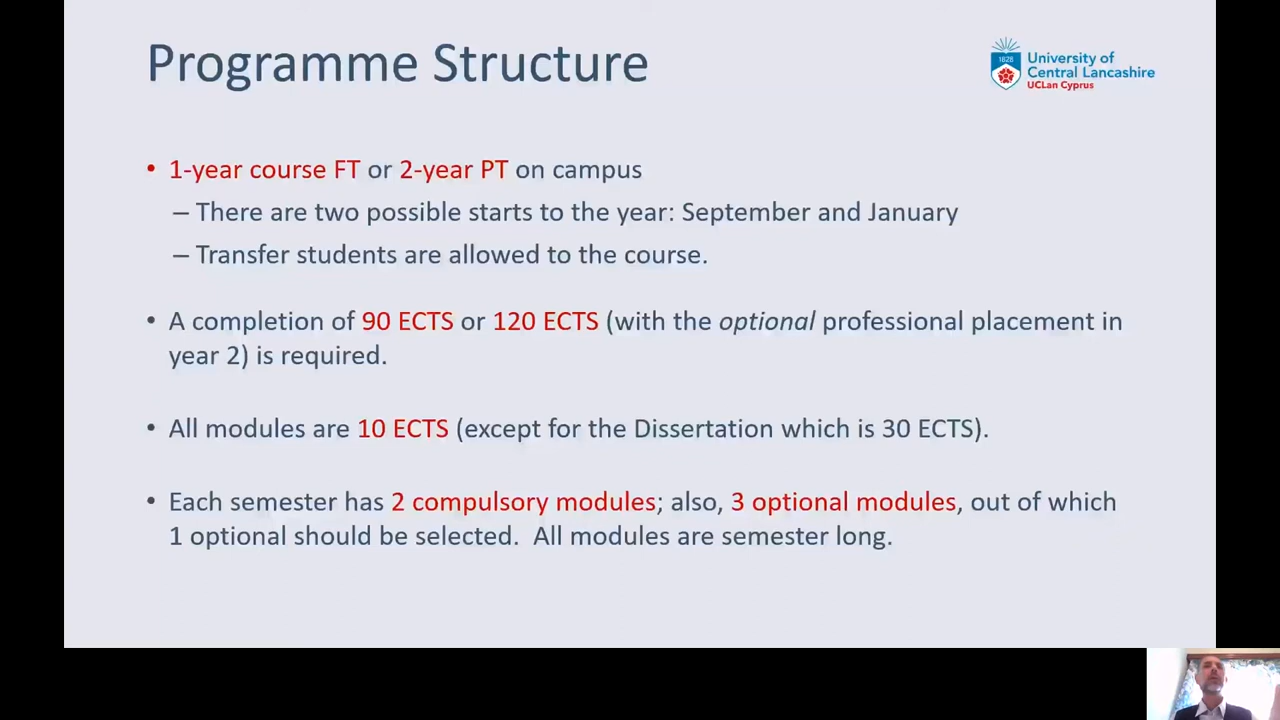 Programme Structure
1828
University of
Central Lancashire
UCLan Cyprus
• 1-year course FT or 2-year PT on campus
– There are two possible starts to the year: September and January
– Transfer students are allowed to the course.
• A completion of 90 ECTS or 120 ECTS (with the optional professional placement in
year 2) is required.
• All modules are 10 ECTS (except for the Dissertation which is 30 ECTS).
• Each semester has 2 compulsory modules; also, 3 optional modules, out of which
1 optional should be selected.  All modules are semester long.